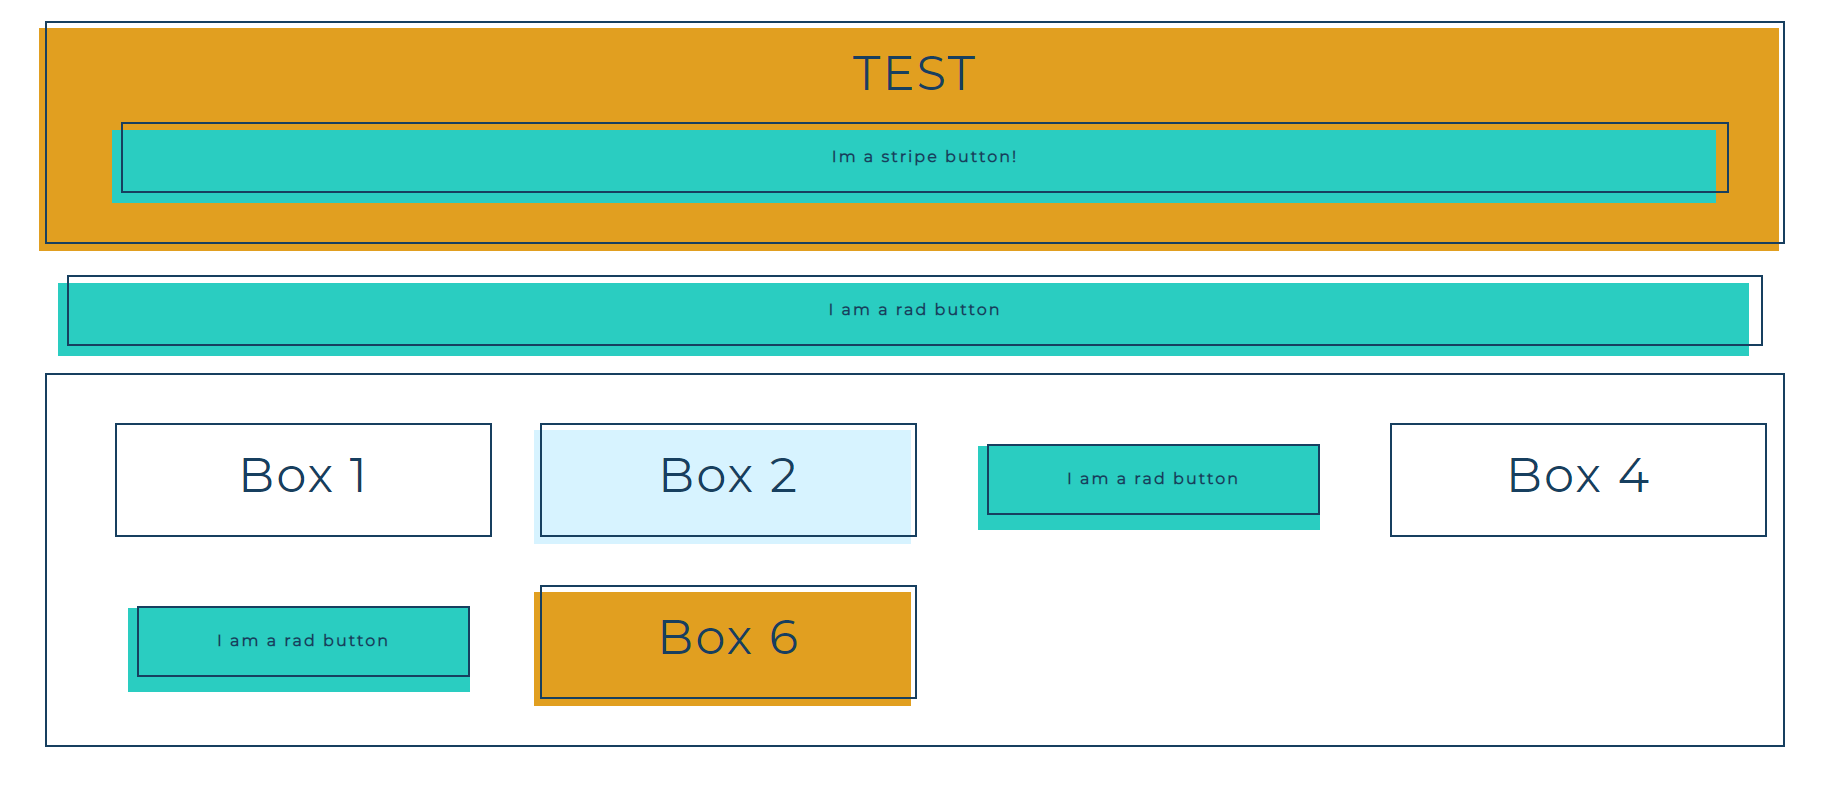 TEST
Im a stripe button!
I am a rad button
Box 1
Box 2
I am a rad button
Box 4
I am a rad button
Box 6